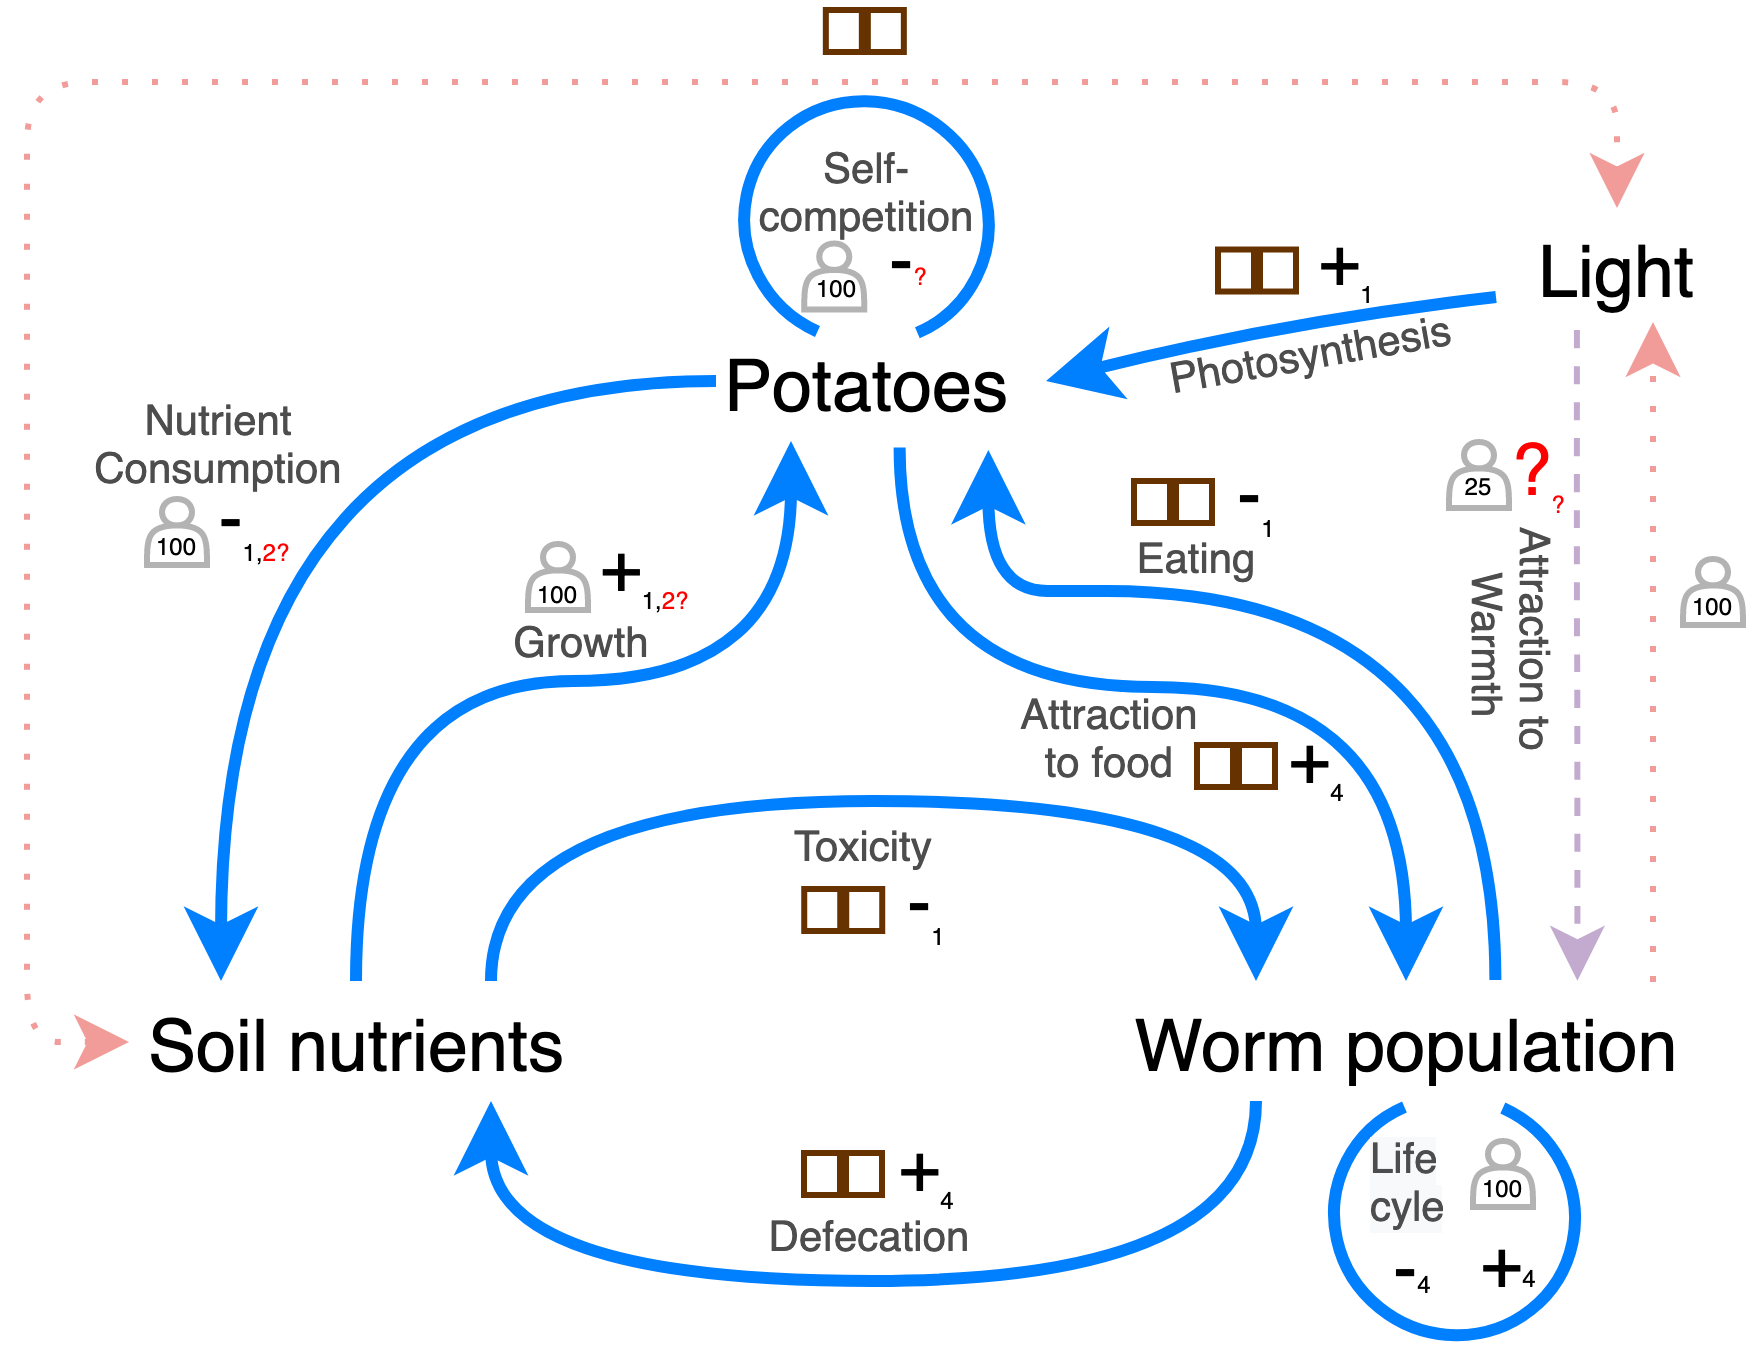 Self-
competition
100
-?
Light
+1
Photosynthesis
Potatoes
Nutrient
Consumption
100
-1,2?
25
??
Attraction to
Warmth
-1
Eating
100
+1,2?
Growth
100
Attraction
to food
+4
Toxicity
-1
Soil nutrients
Worm population
+4
Defecation
Life
cyle
100
-4
+4